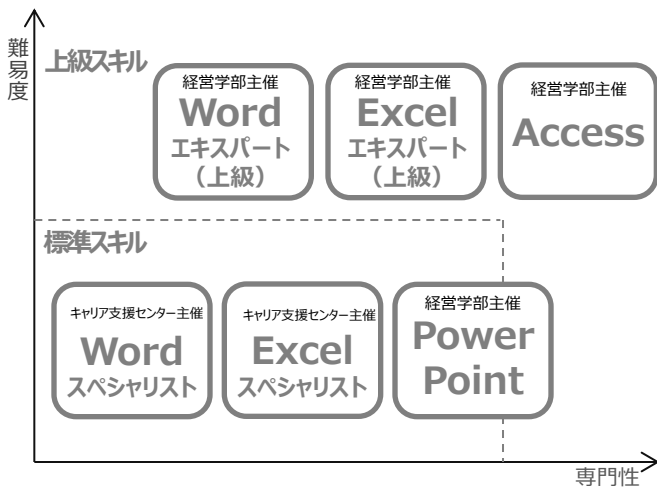 難易度
上級スキル
経営学部主催
Word
エキスパート
（上級）
経営学部主催
Excel
エキスパート
（上級）
経営学部主催
Access
標準スキル
キャリア支援センター主催
Word
スペシャリスト
キャリア支援センター主催
Excel
スペシャリスト
経営学部主催
Power
Point
専門性